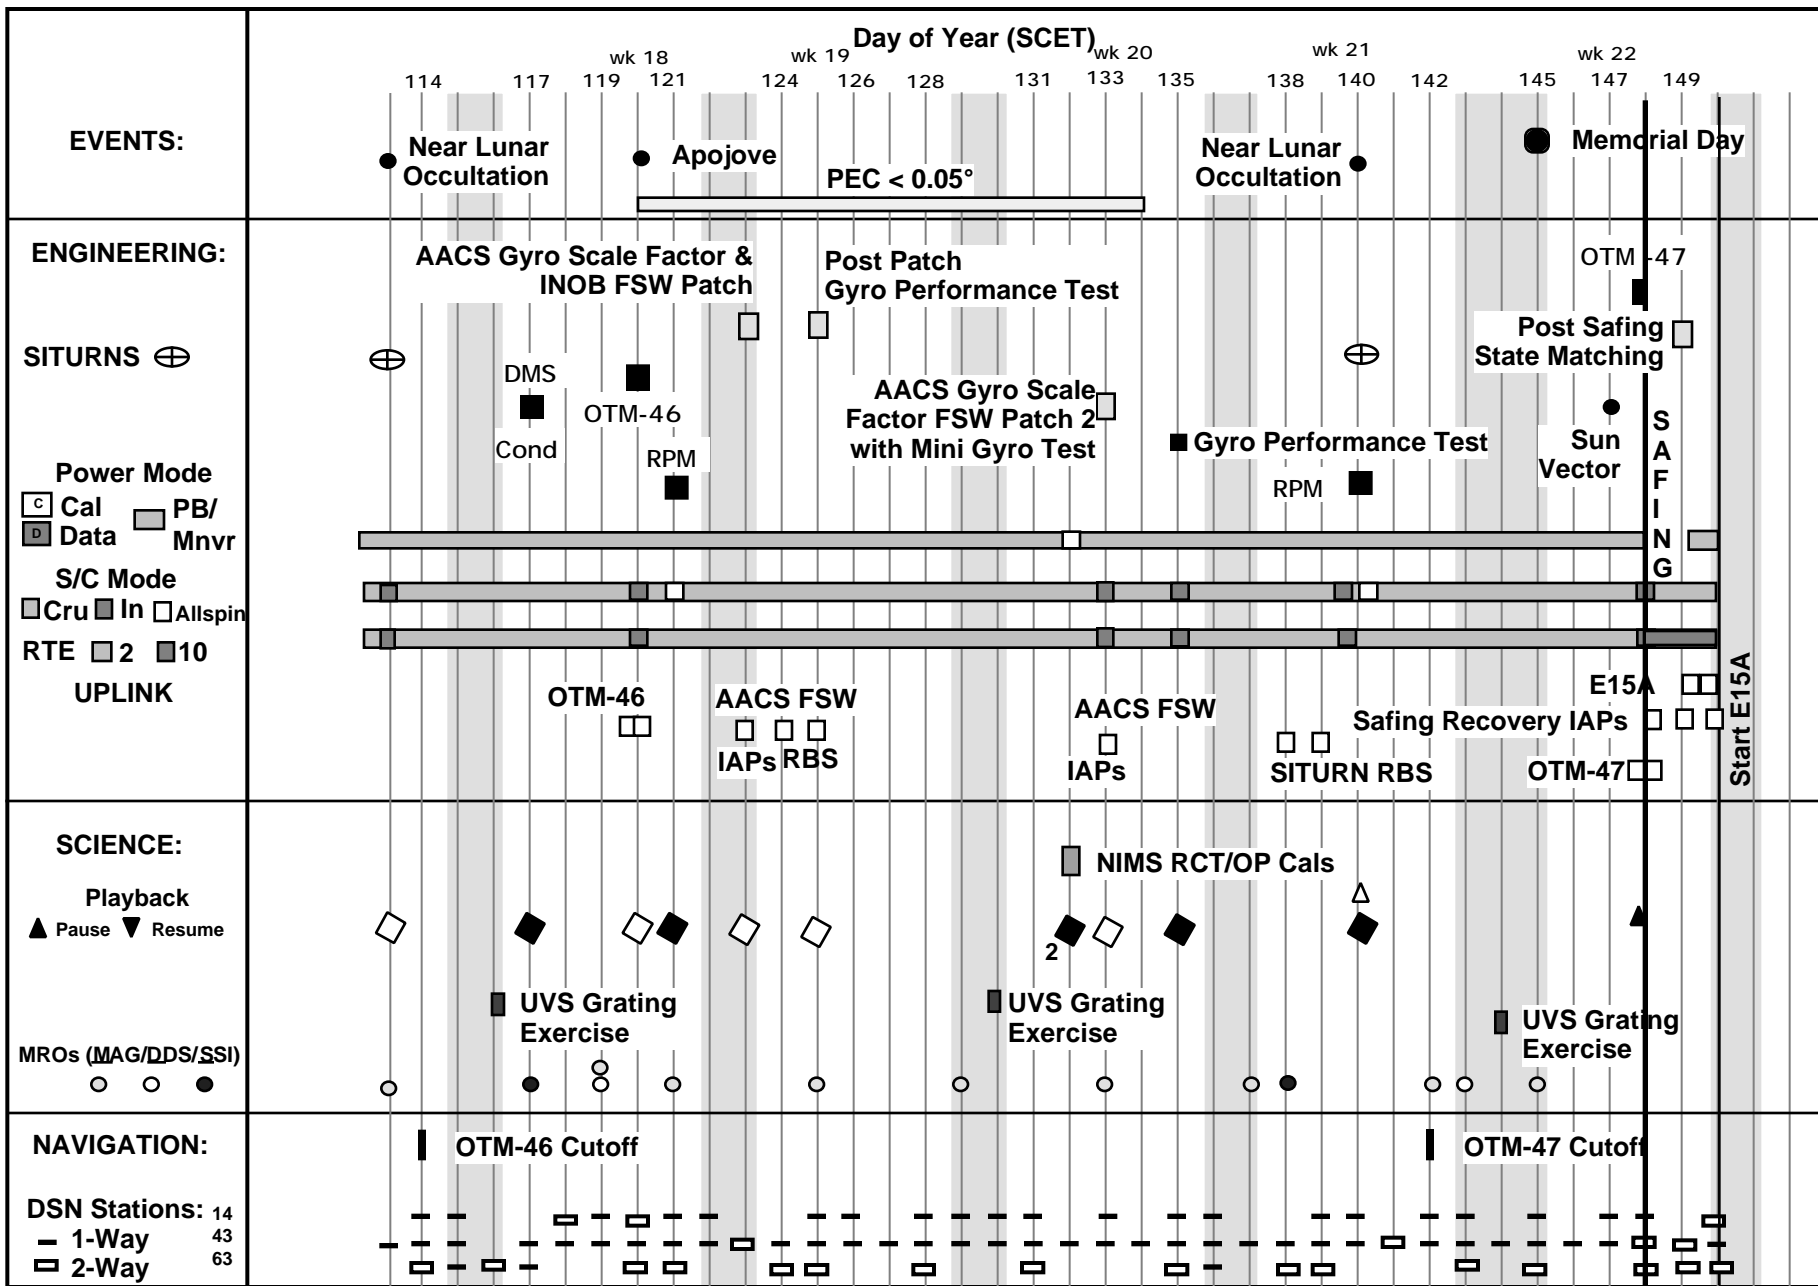 Day of Year (SCET)
wk 18
wk 19
wk 20
wk 21
wk 22
114 117 119 121 124 126 128 131 133 135 138 140 142 145 147 149
EVENTS:
Near Lunar
Occultation
Apojove
PEC < 0.05°
Near Lunar
Occultation
Memorial Day
ENGINEERING:
AACS Gyro Scale Factor &
INOB FSW Patch
Post Patch
Gyro Performance Test
OTM -47
Post Safing
State Matching
SITURNS
DMS
Cond
OTM-46
RPM
AACS Gyro Scale
Factor FSW Patch 2
with Mini Gyro Test
Gyro Performance Test
RPM
Sun
Vector
SAFING
Power Mode
C Cal
D Data
PB/
Mnvr
S/C Mode
Cru In Allspin
RTE 2 10
UPLINK
OTM-46
AACS FSW
IAPs RBS
AACS FSW
IAPs
SITURN RBS
E15A
Safing Recovery IAPs
OTM-47
Start E15A
SCIENCE:
NIMS RCT/OP Cals
Playback
Pause Resume
2
UVS Grating
Exercise
UVS Grating
Exercise
UVS Grating
Exercise
MROs (MAG/DDS/SSI)
NAVIGATION:
OTM-46 Cutoff
OTM-47 Cutoff
DSN Stations: 14
1-Way 43
2-Way 63